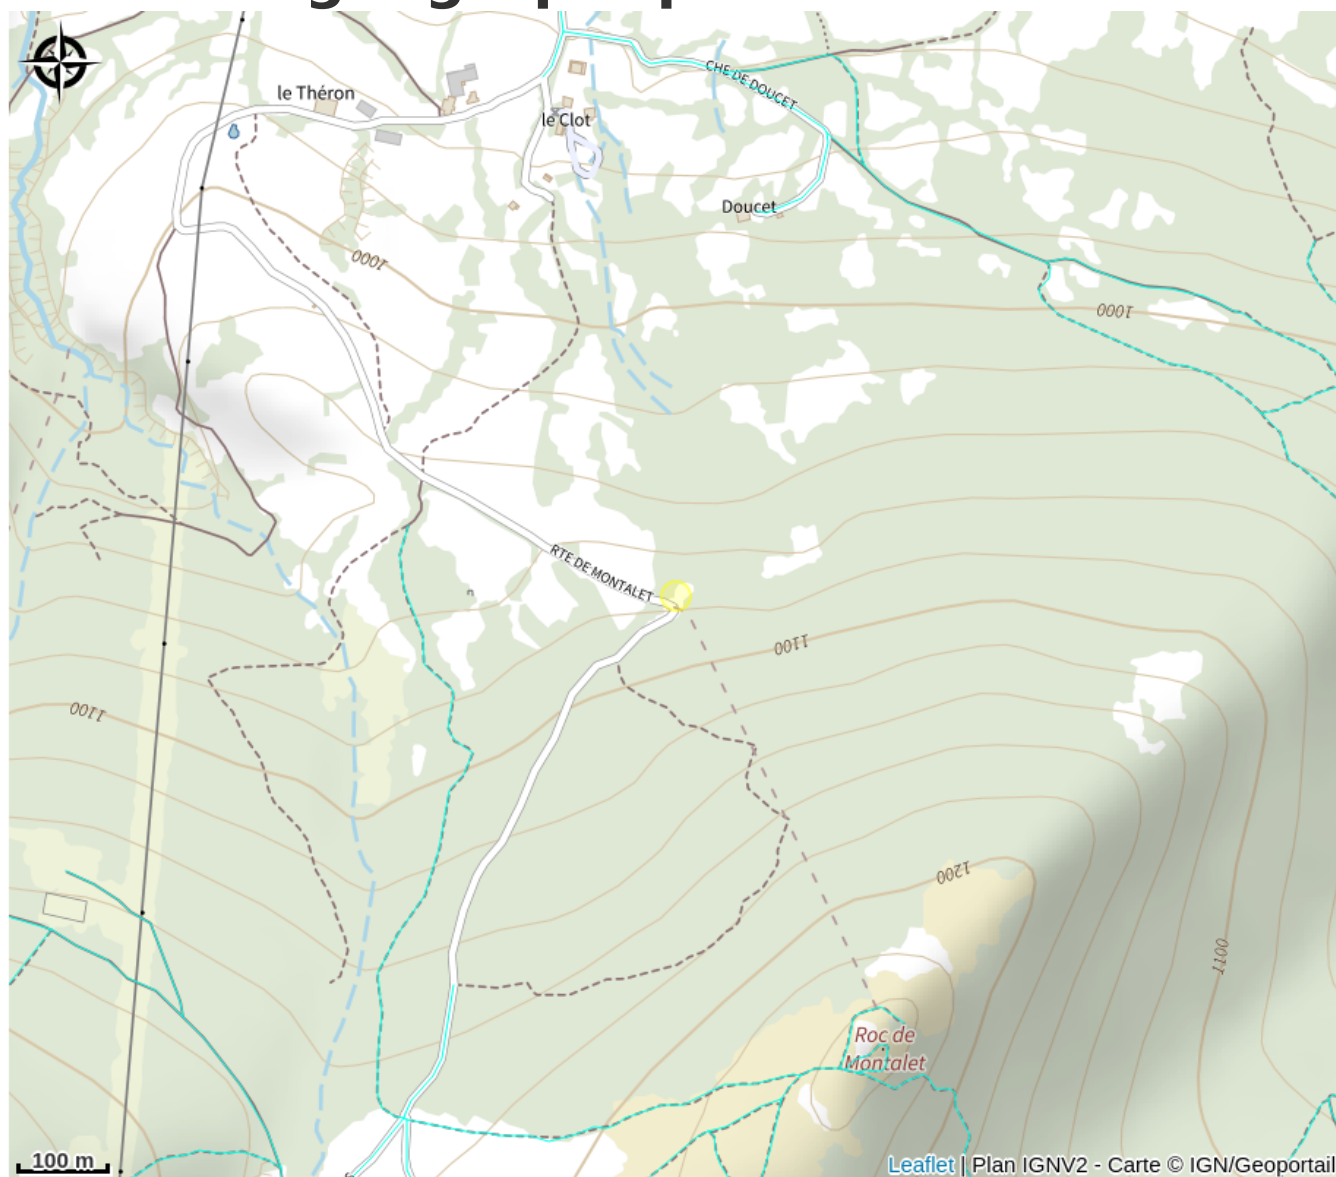 le Théron
CHE DE DOUCET
le Clot
Doucet
1000
1000
RTE DE MONTALET
1100
1100
1200
1100
Roc de
Montalet
100 m
Leaflet | Plan IGNV2 - Carte © IGN/Geoportail